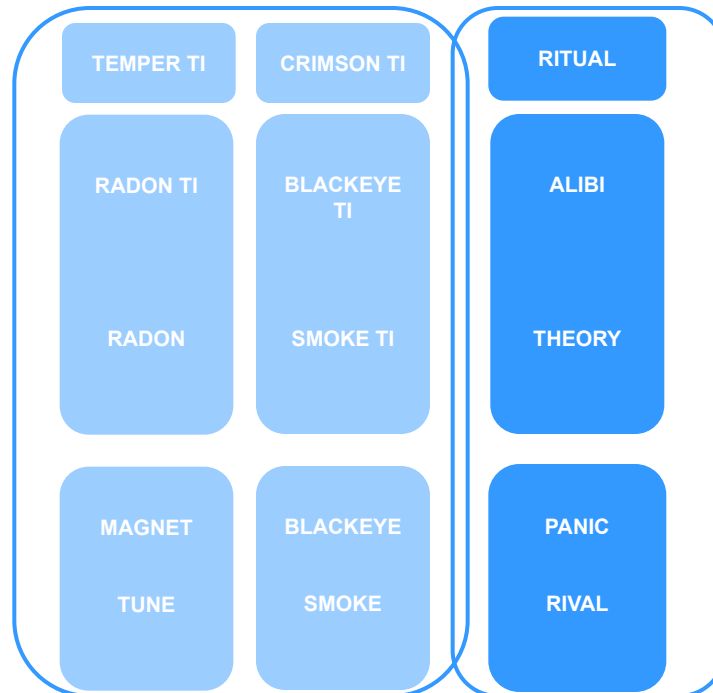 TEMPER TI
CRIMSON TI
RITUAL
RADON TI
BLACKEYE
TI
ALIBI
RADON
SMOKE TI
THEORY
MAGNET
BLACKEYE
PANIC
TUNE
SMOKE
RIVAL